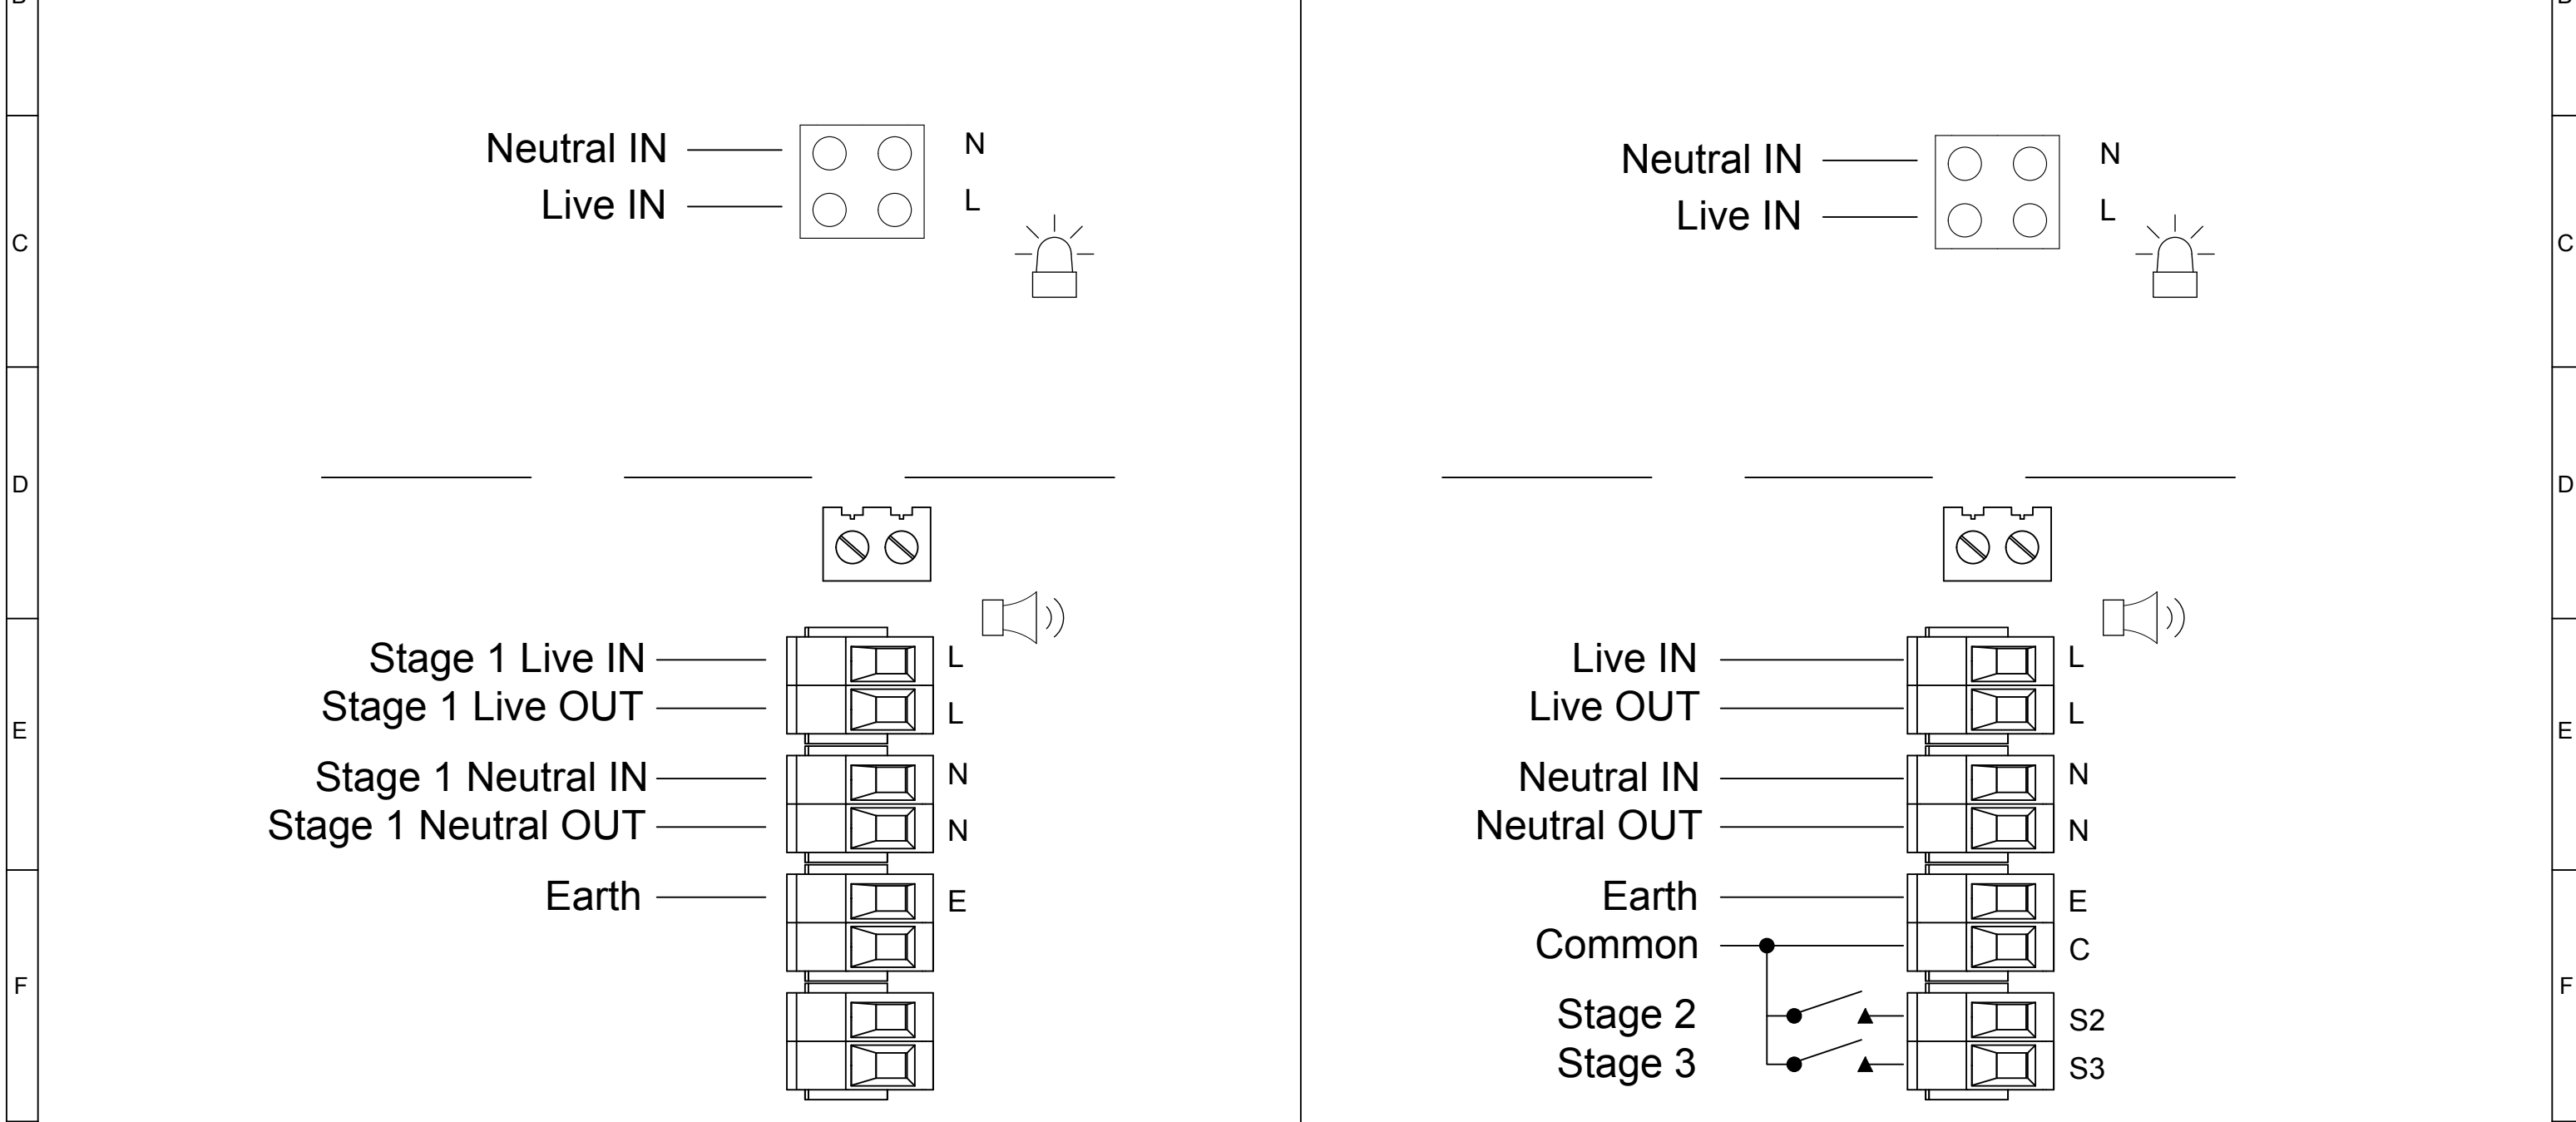 B
B
Neutral IN
N
Live IN
L
Neutral IN
N
Live IN
L
C
C
D
D
Stage 1 Live IN
L
Stage 1 Live OUT
L
Stage 1 Neutral IN
N
Stage 1 Neutral OUT
N
Earth
E
Live IN
L
Live OUT
L
Neutral IN
N
Neutral OUT
N
Earth
E
Common
C
Stage 2
S2
Stage 3
S3
E
E
F
F